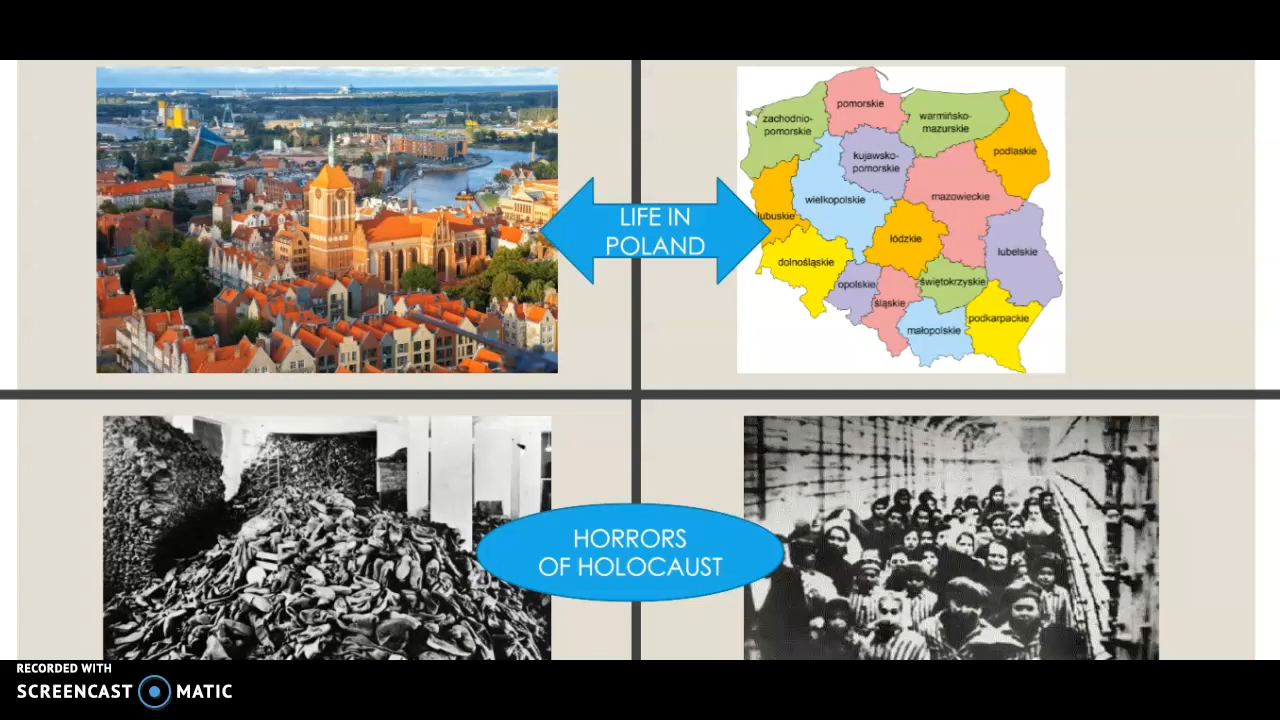 pomorskie
zachodnio-
pomorskie
warmińsko-
mazurskie
podlaskie
kujawsko-
pomorskie
wielkopolskie
mazowieckie
lubuskie
LIFE IN
POLAND
łódzkie
lubelskie
dolnośląskie
opolskie
świętokrzyskie
śląskie
podkarpackie
małopolskie
HORRORS
OF HOLOCAUST
RECORDED WITH
SCREENCAST MATIC